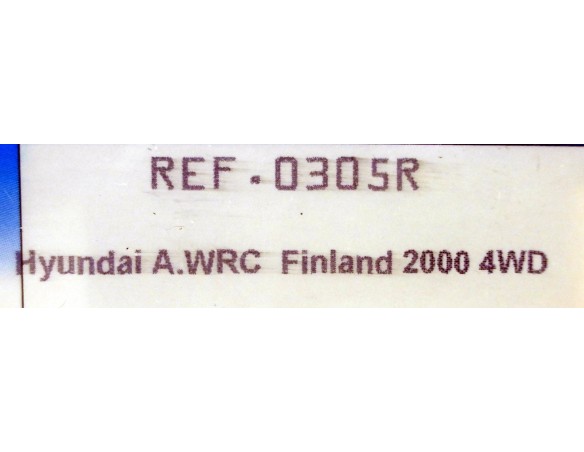 REF.0305R
Hyundai A.WRC Finland 2000 4WD